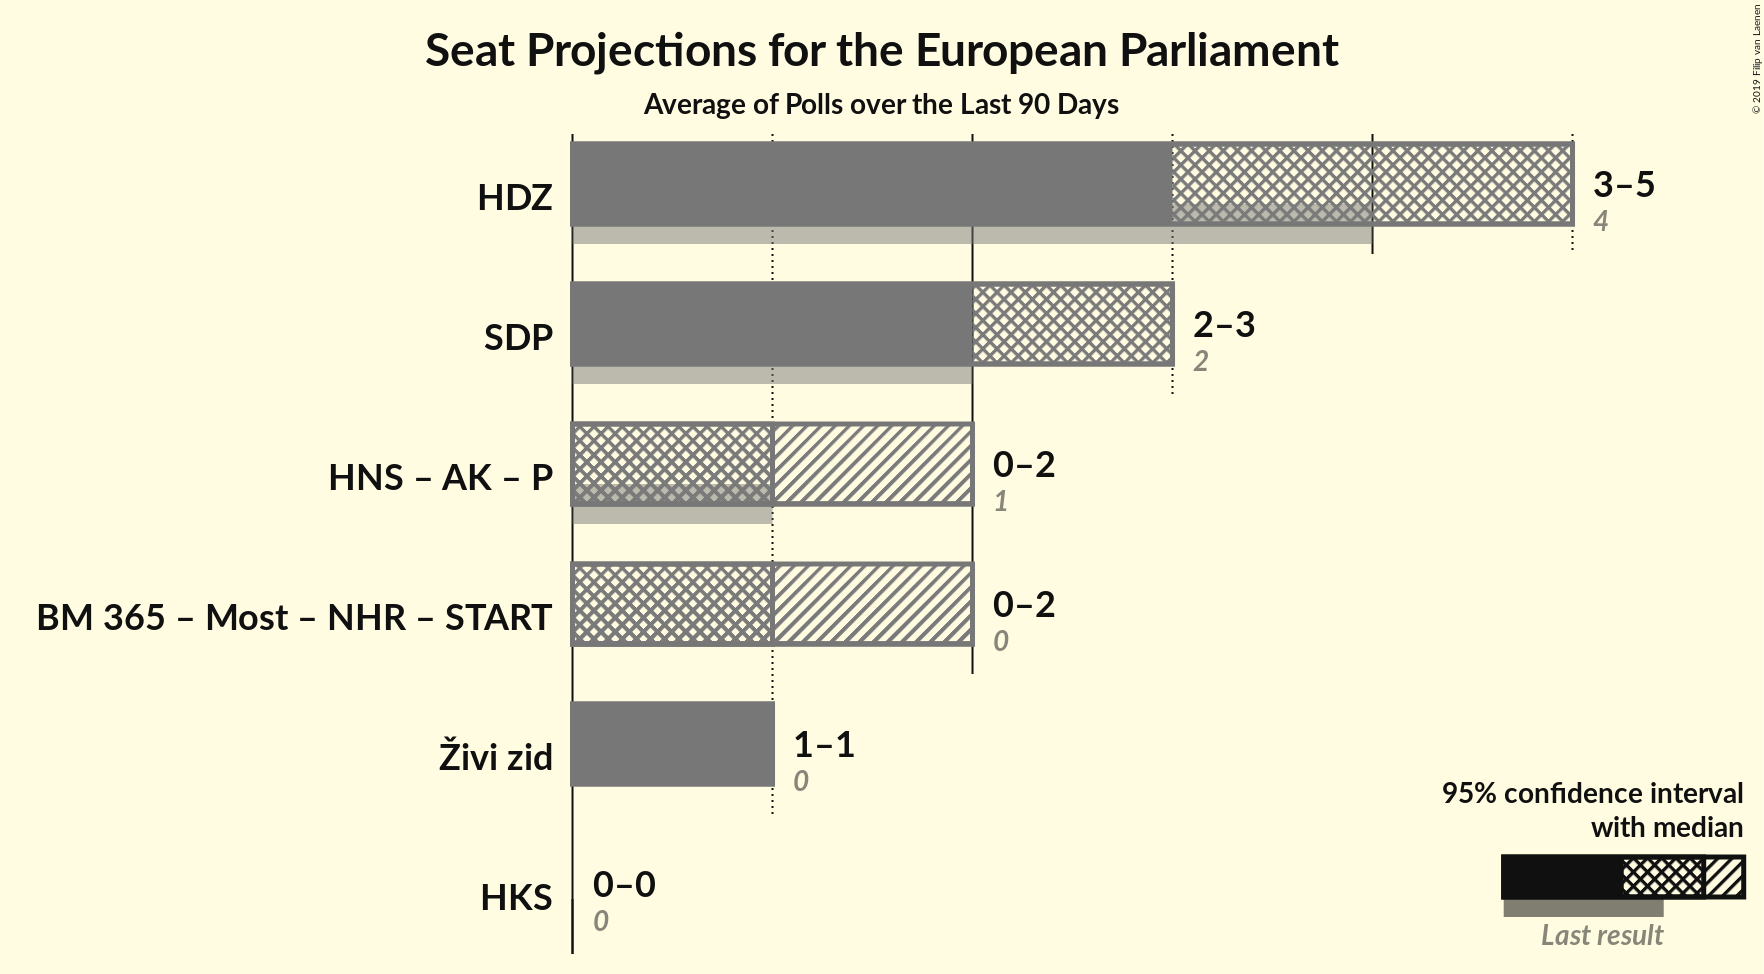 Seat Projections for the European Parliament
Average of Polls over the Last 90 Days
© 2019 Filip van Laenen
HDZ
3–5
4
SDP
2–3
2
HNS – AK – P
0–2
1
BM 365 – Most – NHR – START
0–2
0
Živi zid
1–1
0
HKS
0–0
0
95% confidence interval
with median
Last result